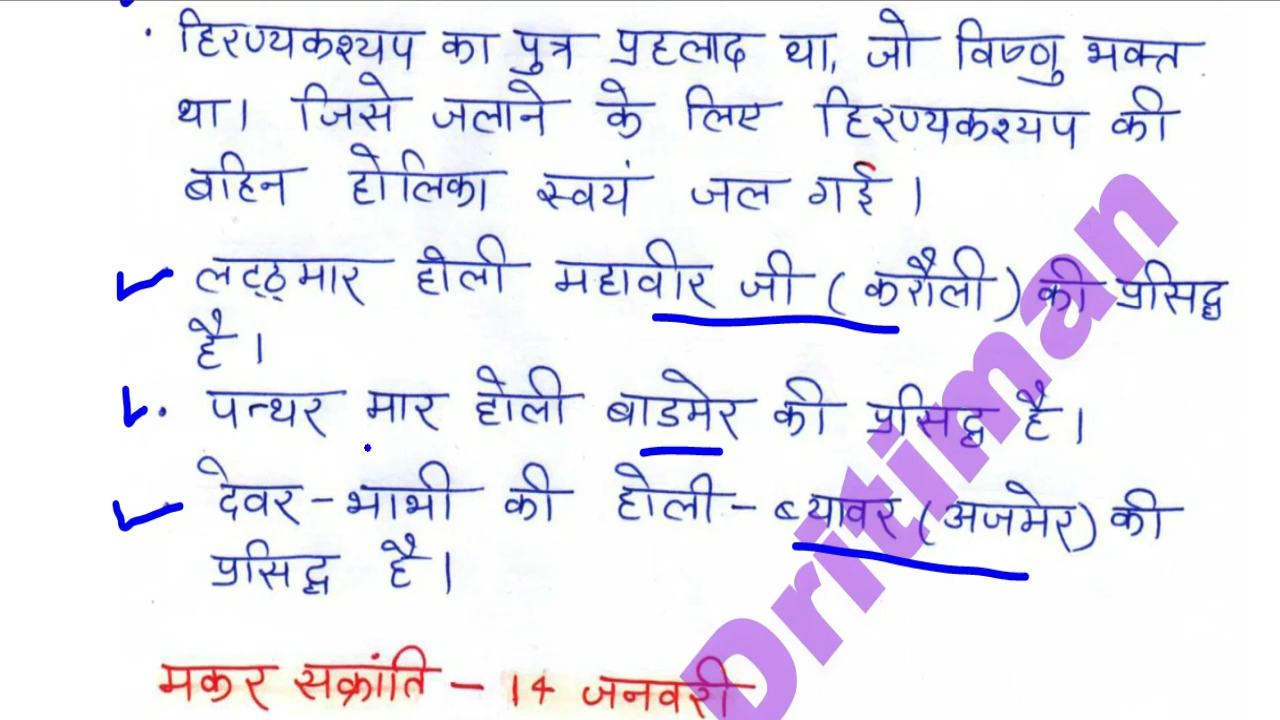 · हिरण्यकश्यप का पुत्र प्रहलाद था, जो विष्णु भक्त
था। जिसे जलाने के लिए हिरण्यकश्यप की
बहिन होलिका स्वयं जल गई।
लट्ठमार होली महावीर जी (करौली) की प्रसिद्ध
है।
· पत्थर मार होली बाडमेर की प्रसिद्ध है।
देवर-भाभी की होली - ब्यावर (अजमेर) की
प्रसिद्ध है।
मकर सक्रांति - 14 जनवरी
Dritiman